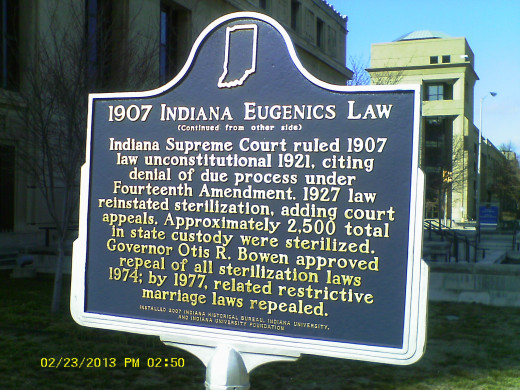 1907 INDIANA EUGENICS LAW
(Continued from other side)
Indiana Supreme Court ruled 1907
law unconstitutional 1921, citing
denial of due process under
Fourteenth Amendment. 1927 law
reinstated sterilization, adding court
appeals. Approximately 2,500 total
in state custody were sterilized.
Governor Otis R. Bowen approved
repeal of all sterilization laws
1974; by 1977, related restrictive
marriage laws repealed.
INSTALLED 2007 INDIANA HISTORICAL BUREAU, INDIANA UNIVERSITY,
AND INDIANA UNIVERSITY FOUNDATION
02/23/2013 PM 02:50